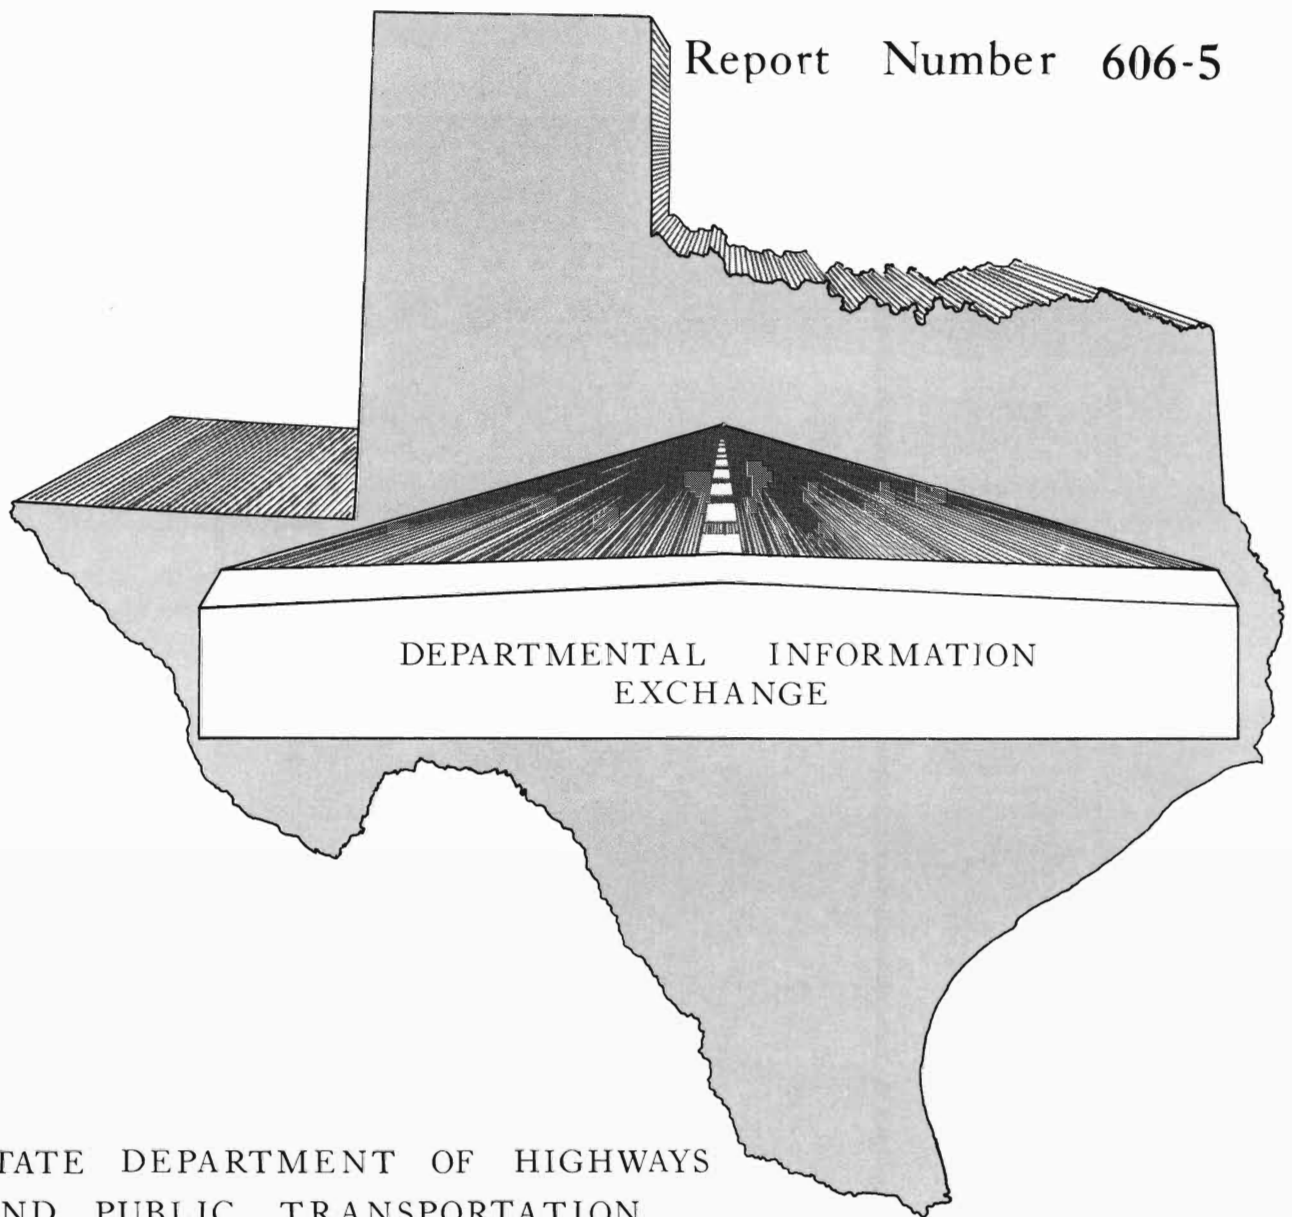 Report Number 606-5
DEPARTMENTAL INFORMATION
EXCHANGE
TATE DEPARTMENT OF HIGHWAYS
ND PUBLIC TRANSPORTATION